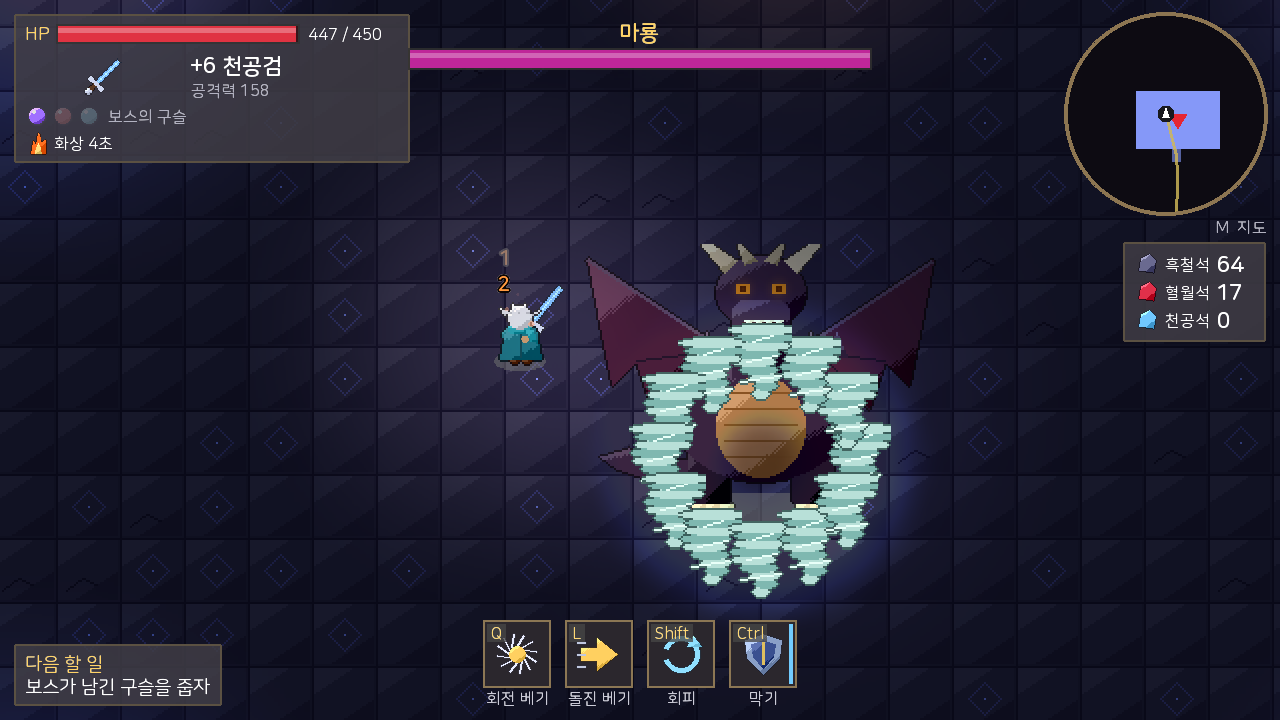 HP 447 / 450
+6 천공검
공격력 158
보스의 구슬
화상 4초
마룡
M 지도
흑철석 64
혈월석 17
천공석 0
1
2
Q
L
Shift
Ctrl
회전 베기
돌진 베기
회피
막기
다음 할 일
보스가 남긴 구슬을 줍자